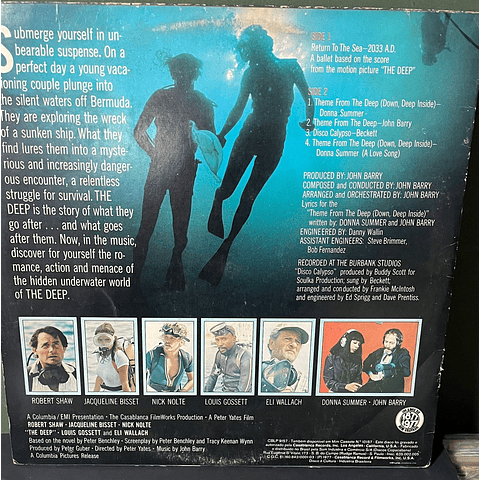 Submerge yourself in un-
bearable suspense. On a
perfect day a young vaca-
tioning couple plunge into
the silent waters off Bermuda.
They are exploring the wreck
of a sunken ship. What they
find lures them into a myste-
rious and increasingly danger-
ous encounter, a relentless
struggle for survival. THE
DEEP is the story of what they
go after . . . and what goes
after them. Now, in the music,
discover for yourself the ro-
mance, action and menace of
the hidden underwater world
of THE DEEP.
SIDE 1
Return To The Sea—2033 A.D.
A ballet based on the score
from the motion picture "THE DEEP"
SIDE 2
1. Theme From The Deep (Down, Deep Inside)—
Donna Summer
2. Theme From The Deep—John Barry
3. Disco Calypso—Beckett
4. Theme From The Deep (Down, Deep Inside)—
Donna Summer (A Love Song)
PRODUCED BY: JOHN BARRY
COMPOSED and CONDUCTED BY: JOHN BARRY
ARRANGED and ORCHESTRATED BY: JOHN BARRY
Lyrics for the
"Theme From The Deep (Down, Deep Inside)"
written by: DONNA SUMMER and JOHN BARRY
ENGINEERED BY: Danny Wallin
ASSISTANT ENGINEERS: Steve Brimmer,
Bob Fernandez
RECORDED AT THE BURBANK STUDIOS
"Disco Calypso" produced by Buddy Scott for
Soulka Production; sung by Beckett;
arranged and conducted by Frankie McIntosh
and engineered by Ed Sprigg and Dave Prentiss.
ROBERT SHAW
JACQUELINE BISSET
NICK NOLTE
LOUIS GOSSETT
ELI WALLACH
DONNA SUMMER - JOHN BARRY
A Columbia / EMI Presentation · The Casablanca FilmWorks Production · A Peter Yates Film
ROBERT SHAW · JACQUELINE BISSET · NICK NOLTE
"THE DEEP" · LOUIS GOSSETT and ELI WALLACH
Based on the novel by Peter Benchley · Screenplay by Peter Benchley and Tracy Keenan Wynn
Produced by Peter Guber · Directed by Peter Yates · Music by John Barry
A Columbia Pictures Release
1877
1977